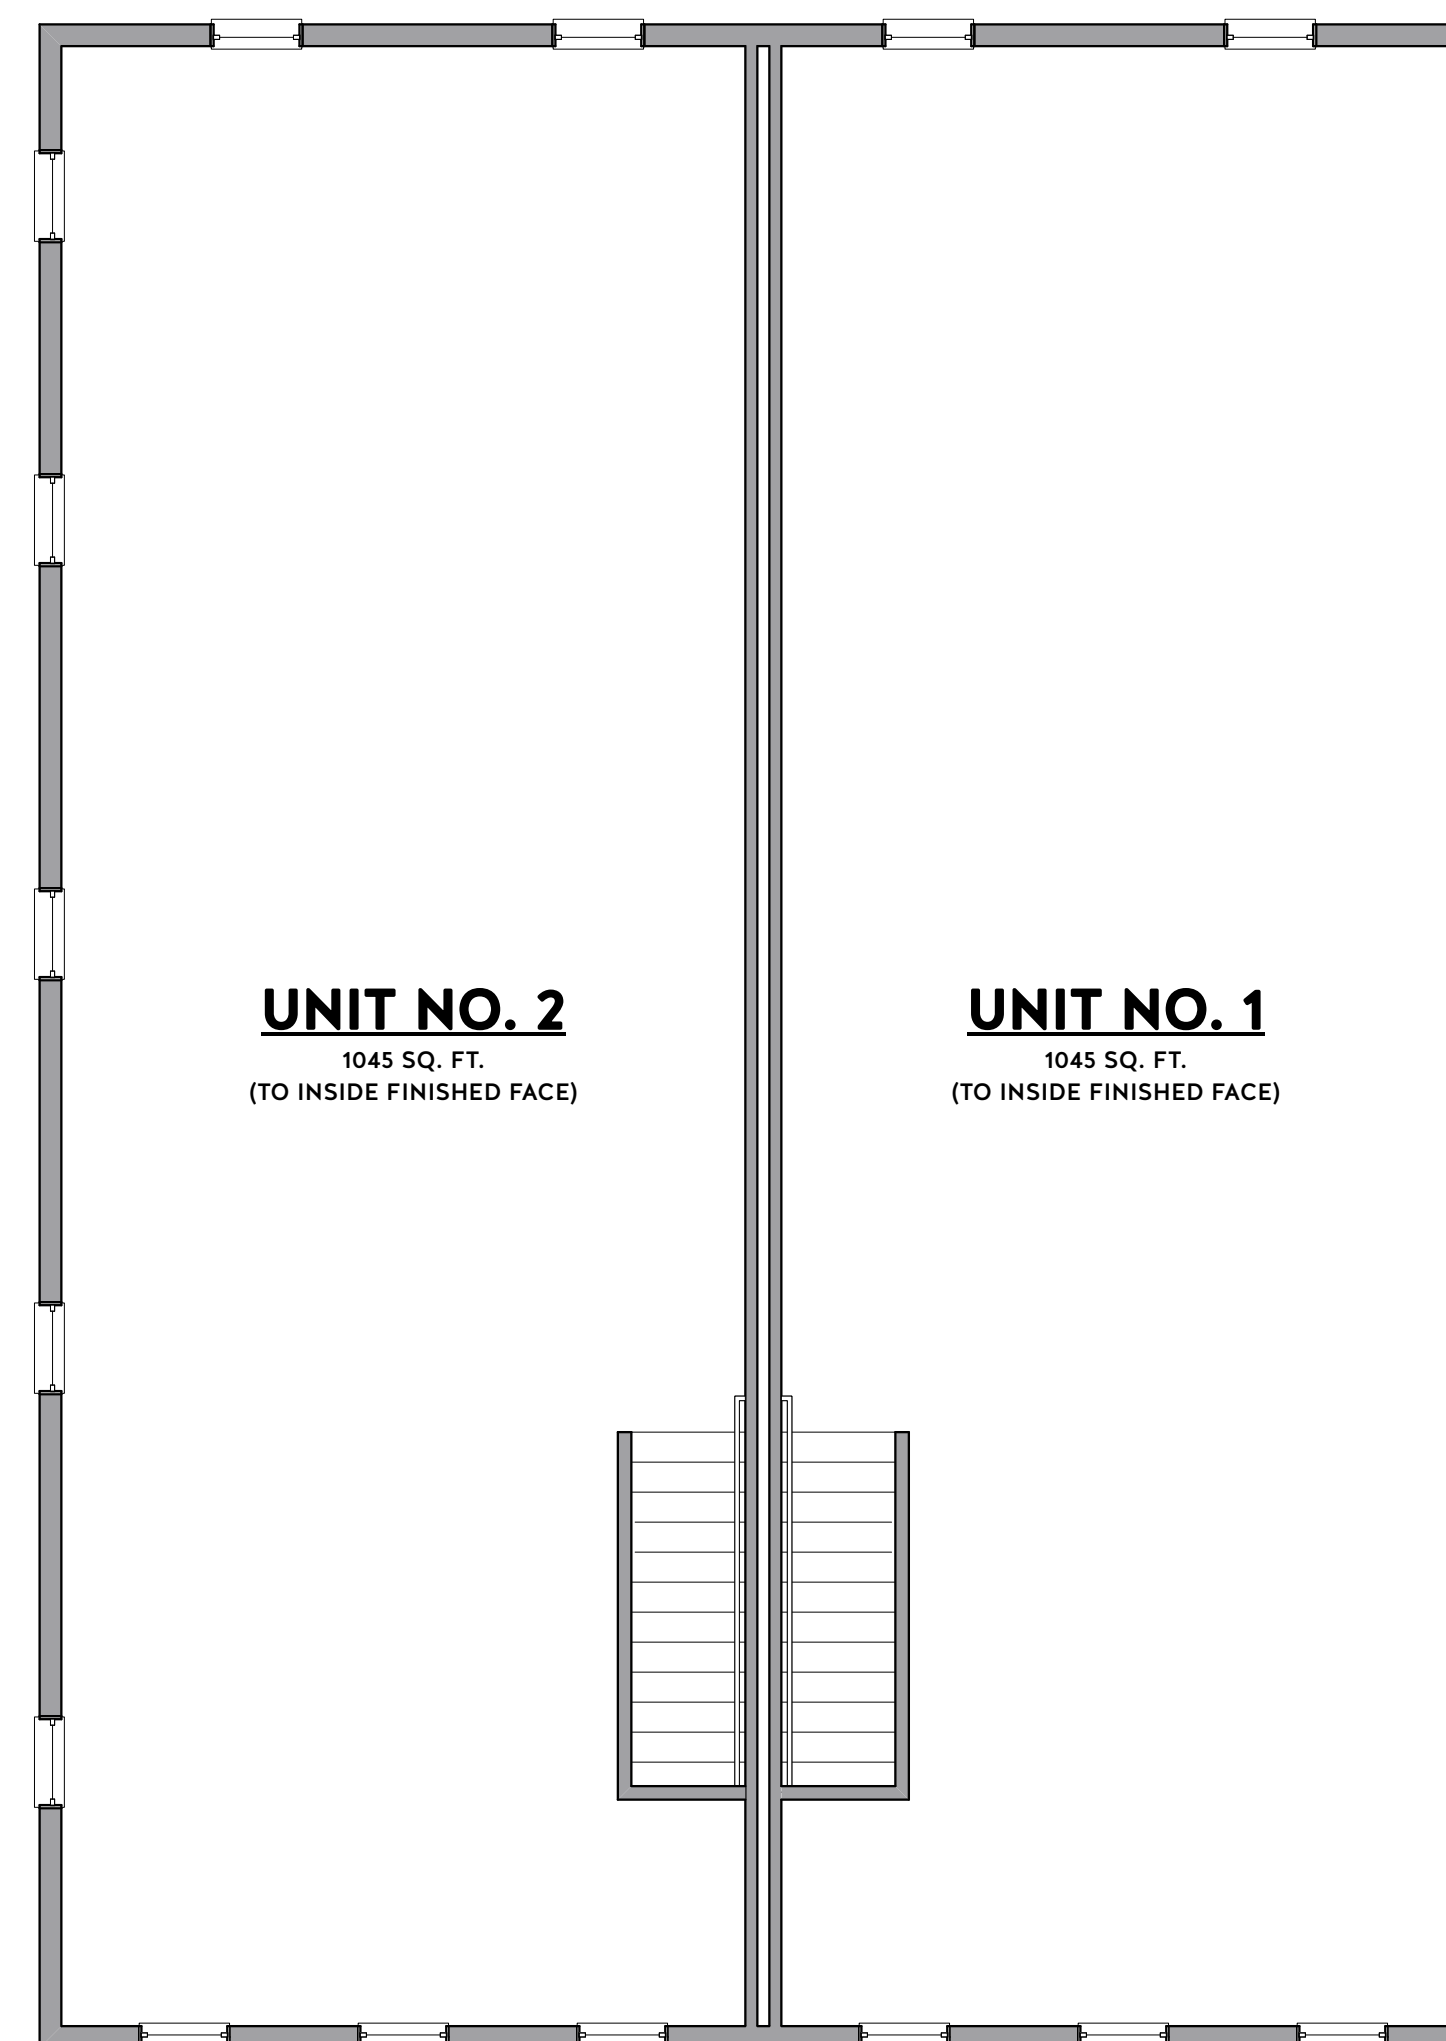 UNIT NO. 2
1045 SQ. FT.
(TO INSIDE FINISHED FACE)
UNIT NO. 1
1045 SQ. FT.
(TO INSIDE FINISHED FACE)